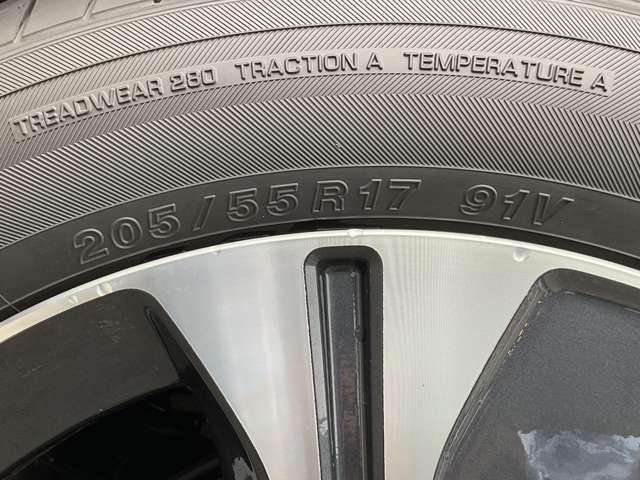 TREADWEAR 280 TRACTION A TEMPERATURE A
205/55R17 91V